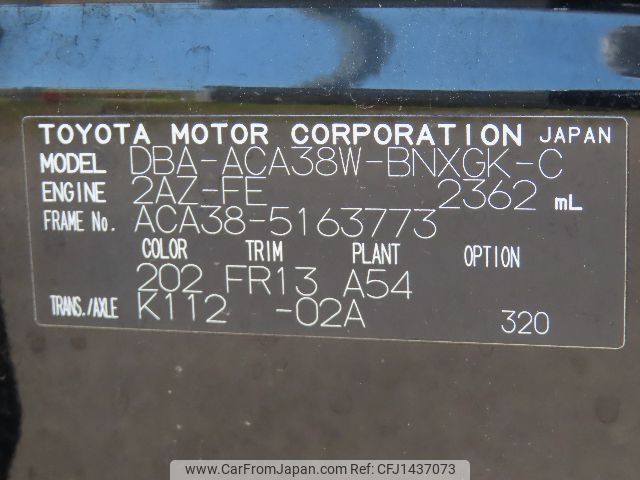 TOYOTA MOTOR CORPORATION JAPAN
MODEL DBA-ACA38W-BNXGK-C
ENGINE 2AZ-FE 2362 mL
FRAME No. ACA38-5163773
COLOR TRIM PLANT OPTION
202 FR13 A54
TRANS./AXLE K112 -02A 320
www.CarFromJapan.com - CFJ1437073